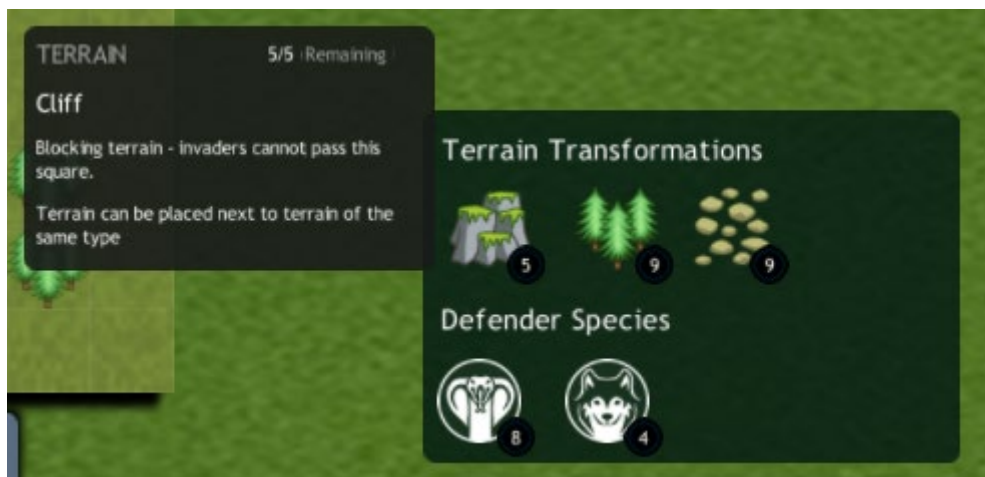 TERRAIN 5/5 Remaining
Cliff
Blocking terrain - invaders cannot pass this
square.
Terrain can be placed next to terrain of the
same type
Terrain Transformations
5 9 9
Defender Species
8 4